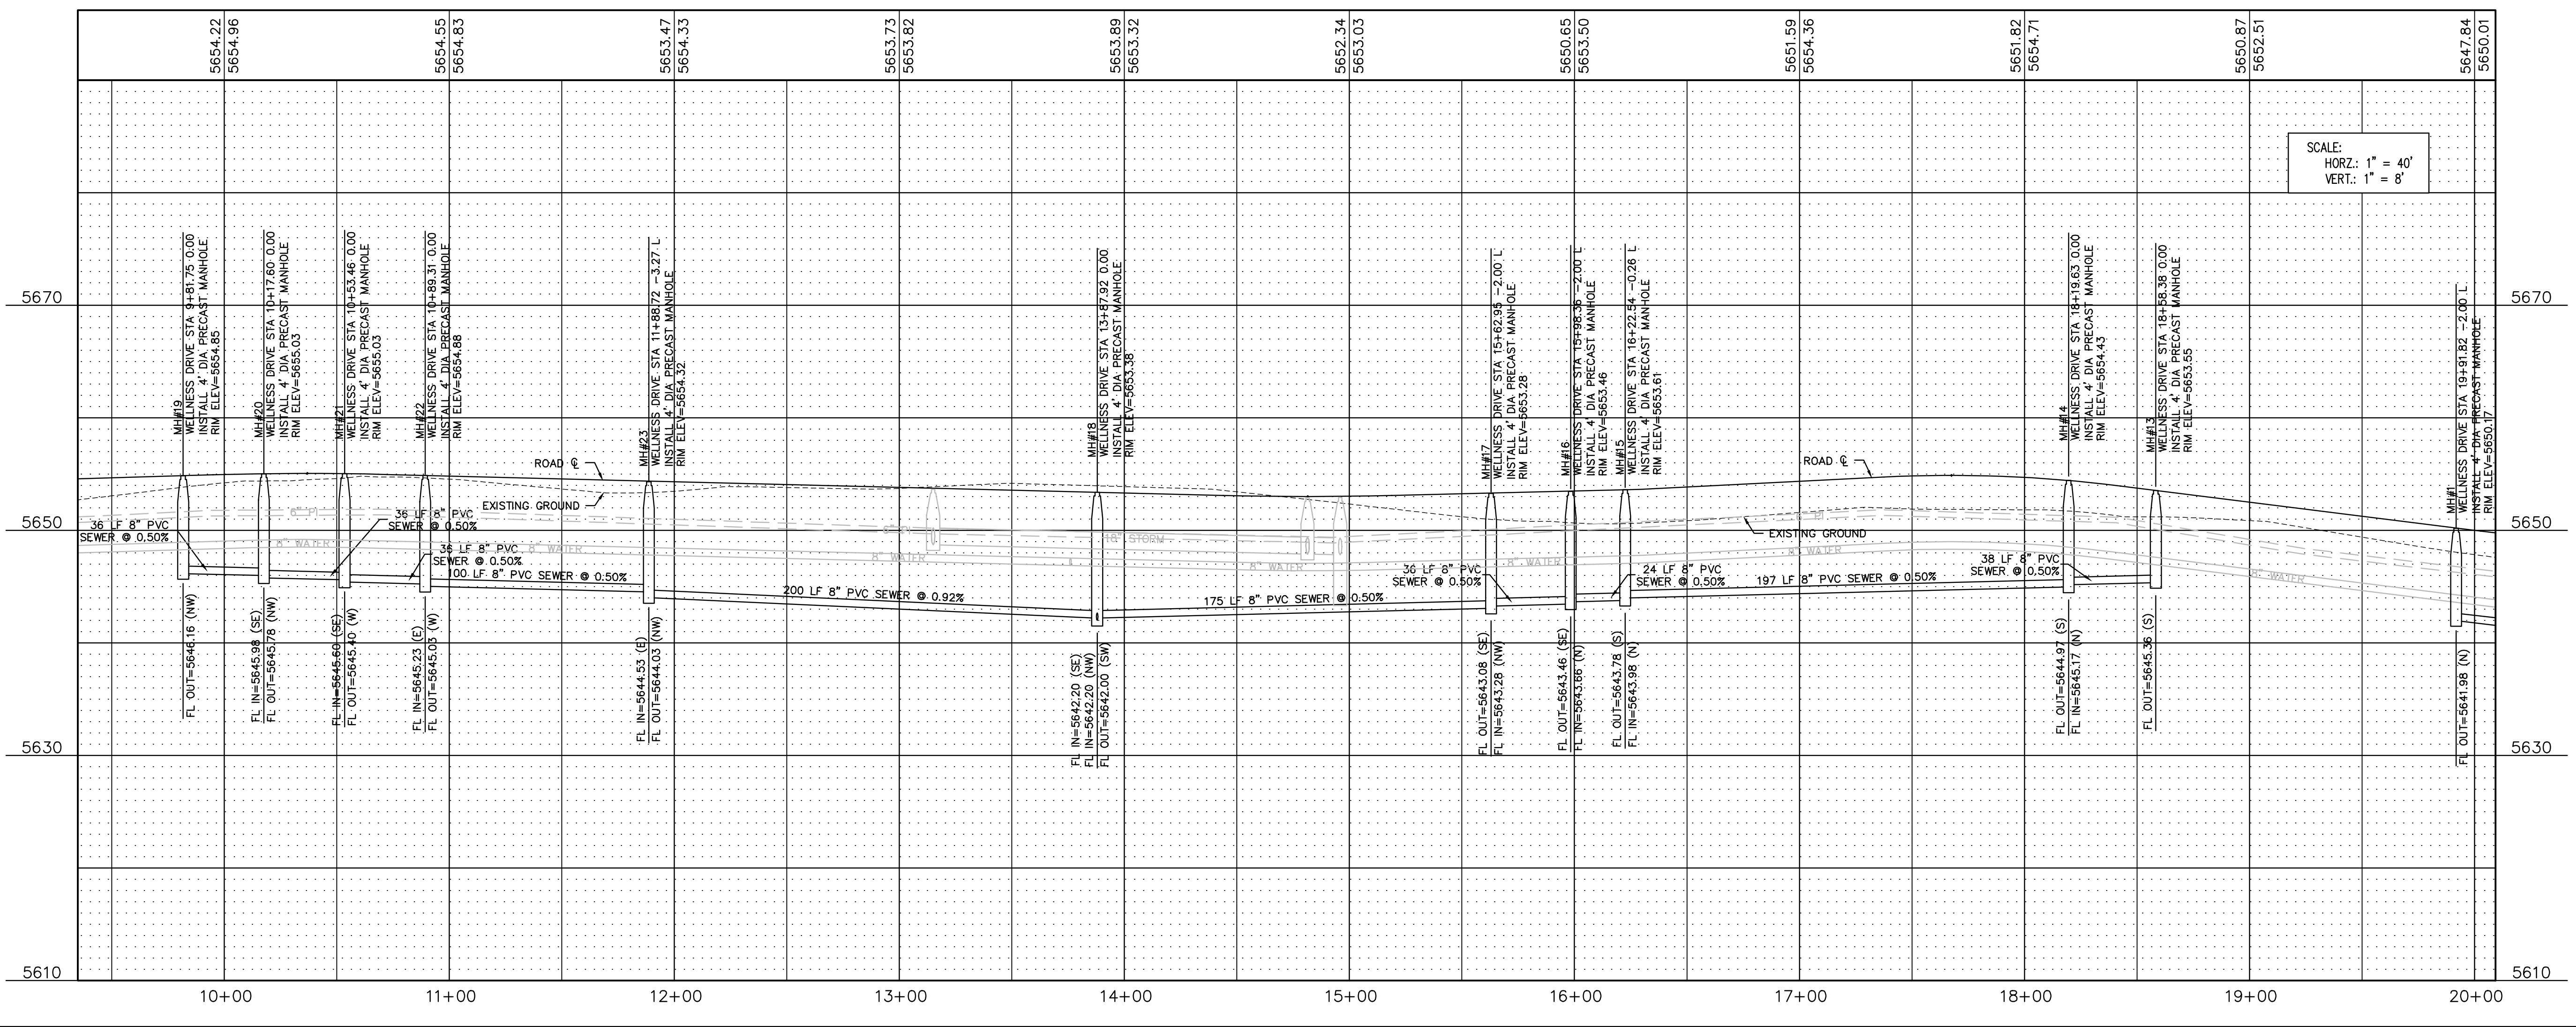 5654.22
5654.96
5654.55
5654.83
5653.47
5654.33
5653.73
5653.82
5653.89
5653.32
5652.34
5653.03
5650.65
5653.50
5651.59
5654.36
5651.82
5654.71
5650.87
5652.51
5647.84
5650.01
SCALE:
HORZ.: 1" = 40'
VERT.: 1" = 8'
MH#19
WELLNESS DRIVE STA 9+81.75 0.00
INSTALL 4' DIA PRECAST MANHOLE
RIM ELEV=5654.85
MH#20
WELLNESS DRIVE STA 10+17.60 0.00
INSTALL 4' DIA PRECAST MANHOLE
RIM ELEV=5655.03
MH#21
WELLNESS DRIVE STA 10+53.46 0.00
INSTALL 4' DIA PRECAST MANHOLE
RIM ELEV=5655.03
MH#22
WELLNESS DRIVE STA 10+89.31 0.00
INSTALL 4' DIA PRECAST MANHOLE
RIM ELEV=5654.88
MH#23
WELLNESS DRIVE STA 11+88.72 -3.27 L
INSTALL 4' DIA PRECAST MANHOLE
RIM ELEV=5654.32
MH#18
WELLNESS DRIVE STA 13+87.92 0.00
INSTALL 4' DIA PRECAST MANHOLE
RIM ELEV=5653.38
MH#17
WELLNESS DRIVE STA 15+62.95 -2.00 L
INSTALL 4' DIA PRECAST MANHOLE
RIM ELEV=5653.28
MH#16
WELLNESS DRIVE STA 15+98.36 -2.00 L
INSTALL 4' DIA PRECAST MANHOLE
RIM ELEV=5653.46
MH#15
WELLNESS DRIVE STA 16+22.54 -0.26 L
INSTALL 4' DIA PRECAST MANHOLE
RIM ELEV=5653.61
MH#14
WELLNESS DRIVE STA 18+19.63 0.00
INSTALL 4' DIA PRECAST MANHOLE
RIM ELEV=5654.43
MH#13
WELLNESS DRIVE STA 18+58.38 0.00
INSTALL 4' DIA PRECAST MANHOLE
RIM ELEV=5653.55
MH#1
WELLNESS DRIVE STA 19+91.82 -2.00 L
INSTALL 4' DIA PRECAST MANHOLE
RIM ELEV=5650.17
5670
5670
ROAD ℄
EXISTING GROUND
ROAD ℄
EXISTING GROUND
5650
5650
36 LF 8" PVC
SEWER @ 0.50%
36 LF 8" PVC
SEWER @ 0.50%
36 LF 8" PVC
SEWER @ 0.50%
100 LF 8" PVC SEWER @ 0.50%
200 LF 8" PVC SEWER @ 0.92%
175 LF 8" PVC SEWER @ 0.50%
36 LF 8" PVC
SEWER @ 0.50%
24 LF 8" PVC
SEWER @ 0.50%
197 LF 8" PVC SEWER @ 0.50%
38 LF 8" PVC
SEWER @ 0.50%
8" WATER
8" WATER
8" WATER
18" STORM
8" WATER
8" WATER
8" WATER
8" WATER
FL OUT=5646.16 (NW)
FL IN=5645.98 (SE)
FL OUT=5645.78 (NW)
FL IN=5645.60 (SE)
FL OUT=5645.40 (W)
FL IN=5645.23 (E)
FL OUT=5645.03 (W)
FL IN=5644.53 (E)
FL OUT=5644.03 (NW)
FL IN=5642.20 (SE)
FL IN=5642.20 (NW)
FL OUT=5642.00 (SW)
FL OUT=5643.08 (SE)
FL IN=5643.28 (NW)
FL OUT=5643.46 (SE)
FL IN=5643.66 (N)
FL OUT=5643.78 (S)
FL IN=5643.98 (N)
FL OUT=5644.97 (S)
FL IN=5645.17 (N)
FL OUT=5645.36 (S)
FL OUT=5641.98 (N)
5630
5630
5610
5610
10+00
11+00
12+00
13+00
14+00
15+00
16+00
17+00
18+00
19+00
20+00